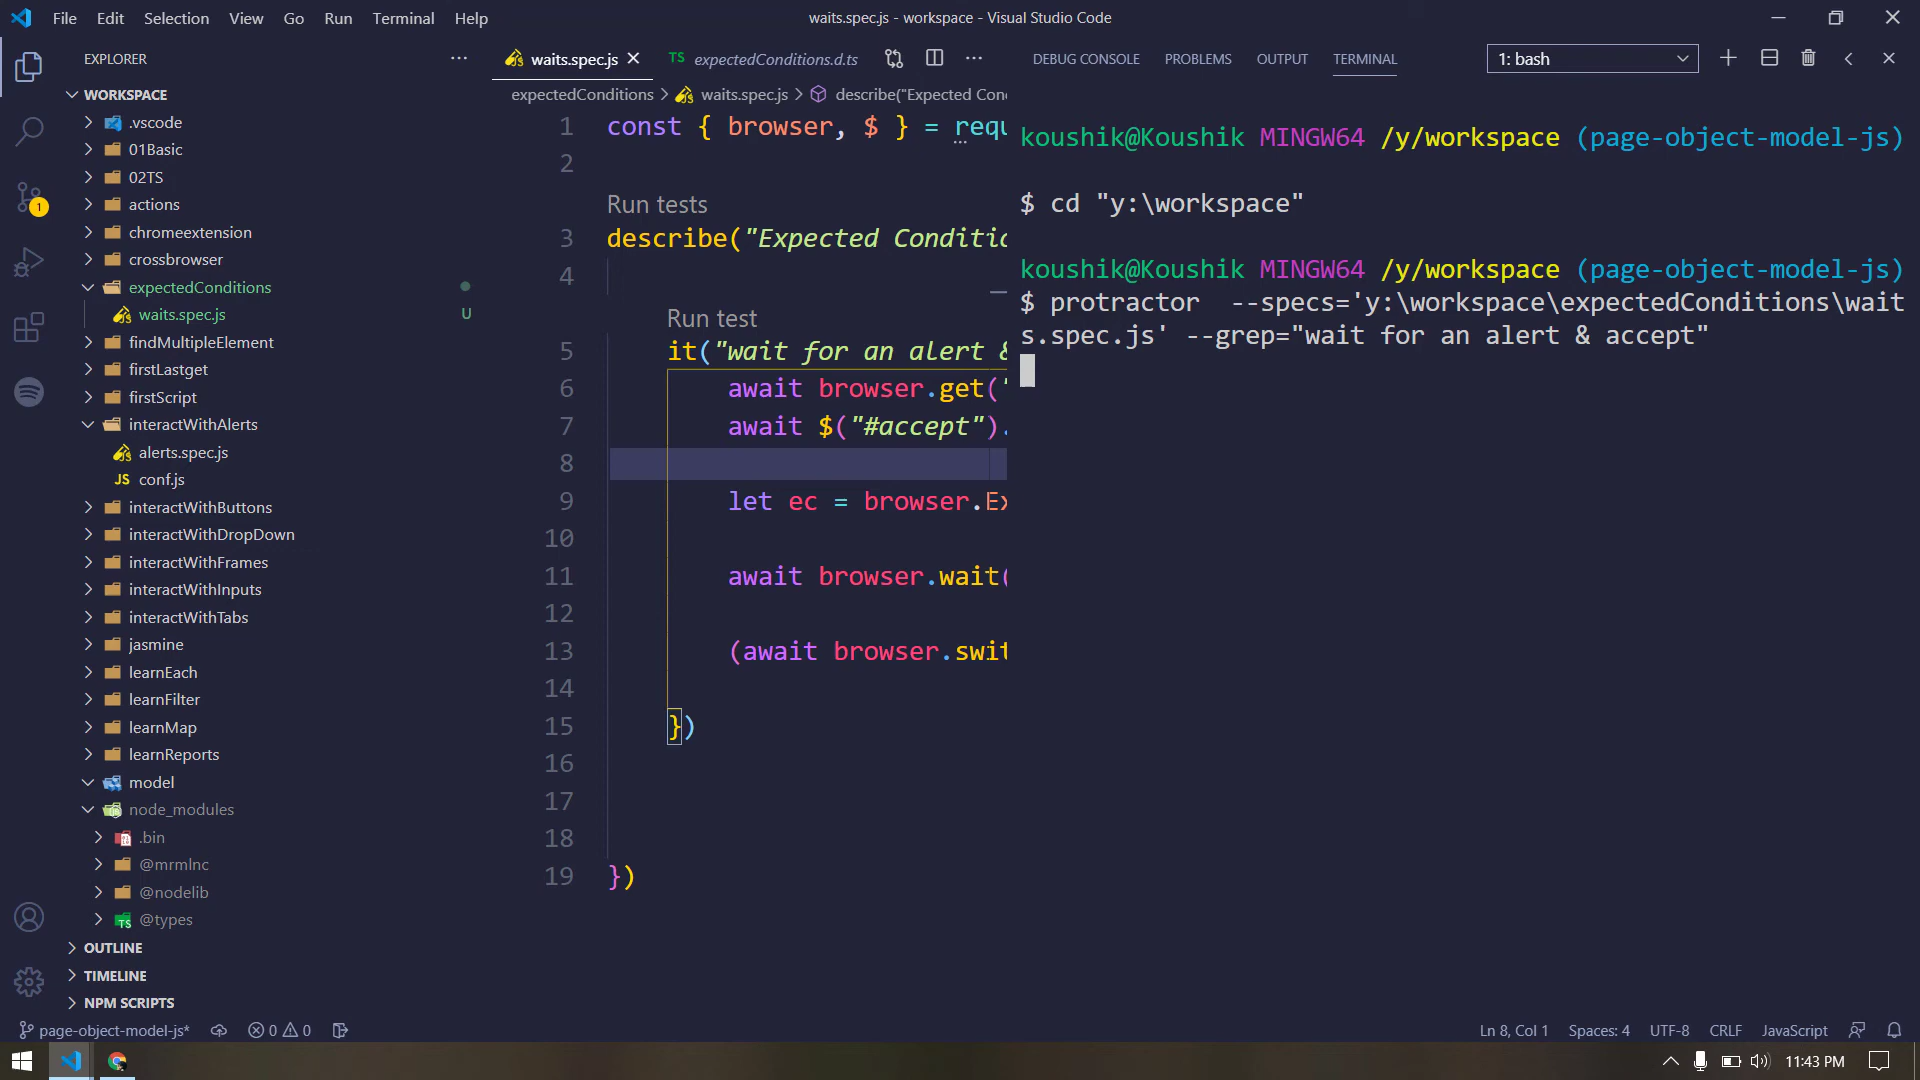 File Edit Selection View Go Run Terminal Help
waits.spec.js - workspace - Visual Studio Code
EXPLORER
WORKSPACE
.vscode
01Basic
02TS
actions
chromeextension
crossbrowser
expectedConditions
waits.spec.js U
findMultipleElement
firstLastget
firstScript
interactWithAlerts
alerts.spec.js
JS conf.js
interactWithButtons
interactWithDropDown
interactWithFrames
interactWithInputs
interactWithTabs
jasmine
learnEach
learnFilter
learnMap
learnReports
model
node_modules
.bin
@mrmlnc
@nodelib
@types
OUTLINE
TIMELINE
NPM SCRIPTS
1
waits.spec.js TS expectedConditions.d.ts
expectedConditions > waits.spec.js > describe("Expected Con
1 const { browser, $ } = requ
2
Run tests
3 describe("Expected Conditio
4
Run test
5 it("wait for an alert &
6 await browser.get("
7 await $("#accept").
8
9 let ec = browser.Ex
10
11 await browser.wait(
12
13 (await browser.swit
14
15 })
16
17
18
19 })
DEBUG CONSOLE PROBLEMS OUTPUT TERMINAL 1: bash
koushik@Koushik MINGW64 /y/workspace (page-object-model-js)
$ cd "y:\workspace"
koushik@Koushik MINGW64 /y/workspace (page-object-model-js)
$ protractor --specs='y:\workspace\expectedConditions\wait
s.spec.js' --grep="wait for an alert & accept"
page-object-model-js* 0 0 Ln 8, Col 1 Spaces: 4 UTF-8 CRLF JavaScript
11:43 PM